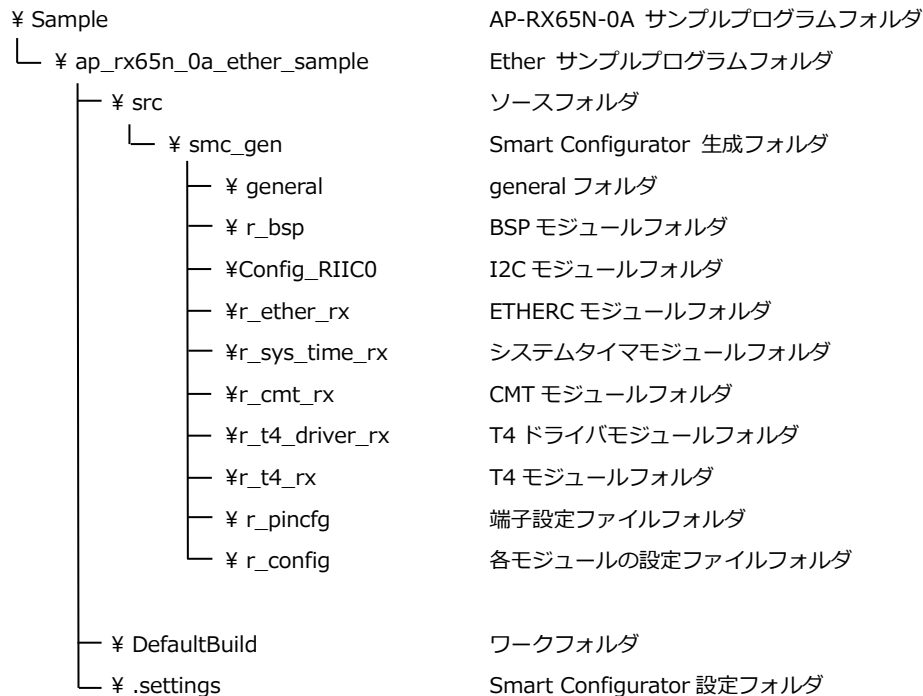 ¥ Sample AP-RX65N-0A サンプルプログラムフォルダ
¥ ap_rx65n_0a_ether_sample Ether サンプルプログラムフォルダ
¥ src ソースフォルダ
¥ smc_gen Smart Configurator 生成フォルダ
¥ general general フォルダ
¥ r_bsp BSP モジュールフォルダ
¥Config_RIIC0 I2C モジュールフォルダ
¥r_ether_rx ETHERC モジュールフォルダ
¥r_sys_time_rx システムタイマモジュールフォルダ
¥r_cmt_rx CMT モジュールフォルダ
¥r_t4_driver_rx T4 ドライバモジュールフォルダ
¥r_t4_rx T4 モジュールフォルダ
¥ r_pincfg 端子設定ファイルフォルダ
¥ r_config 各モジュールの設定ファイルフォルダ
¥ DefaultBuild ワークフォルダ
¥ .settings Smart Configurator 設定フォルダ